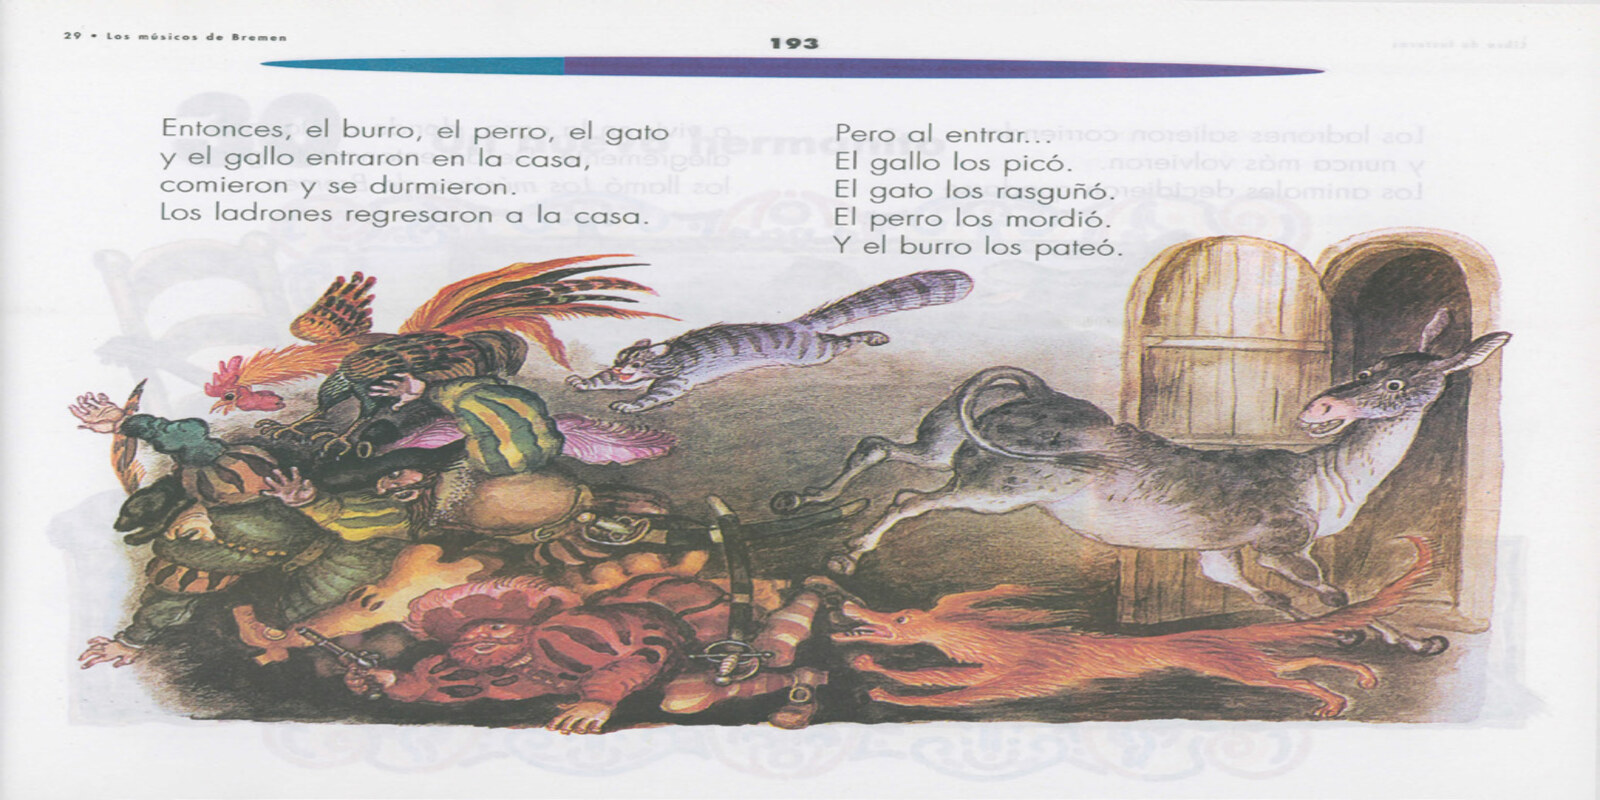 29 • Los músicos de Bremen
193
Entonces, el burro, el perro, el gato
y el gallo entraron en la casa,
comieron y se durmieron.
Los ladrones regresaron a la casa.
Pero al entrar...
El gallo los picó.
El gato los rasguñó.
El perro los mordió.
Y el burro los pateó.